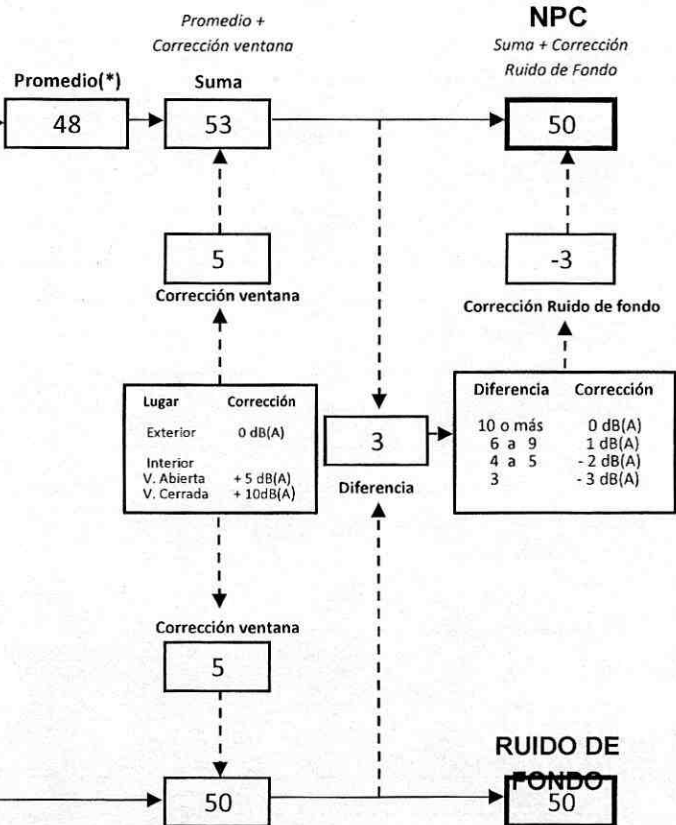 Promedio +
Corrección ventana
NPC
Suma + Corrección
Ruido de Fondo
Promedio(*)
Suma
48
53
50
5
-3
Corrección ventana
Corrección Ruido de fondo
Lugar Corrección
Exterior 0 dB(A)
Interior
V. Abierta + 5 dB(A)
V. Cerrada + 10dB(A)
3
Diferencia
Diferencia Corrección
10 o más 0 dB(A)
6 a 9 1 dB(A)
4 a 5 - 2 dB(A)
3 - 3 dB(A)
Corrección ventana
5
50
RUIDO DE
FONDO
50